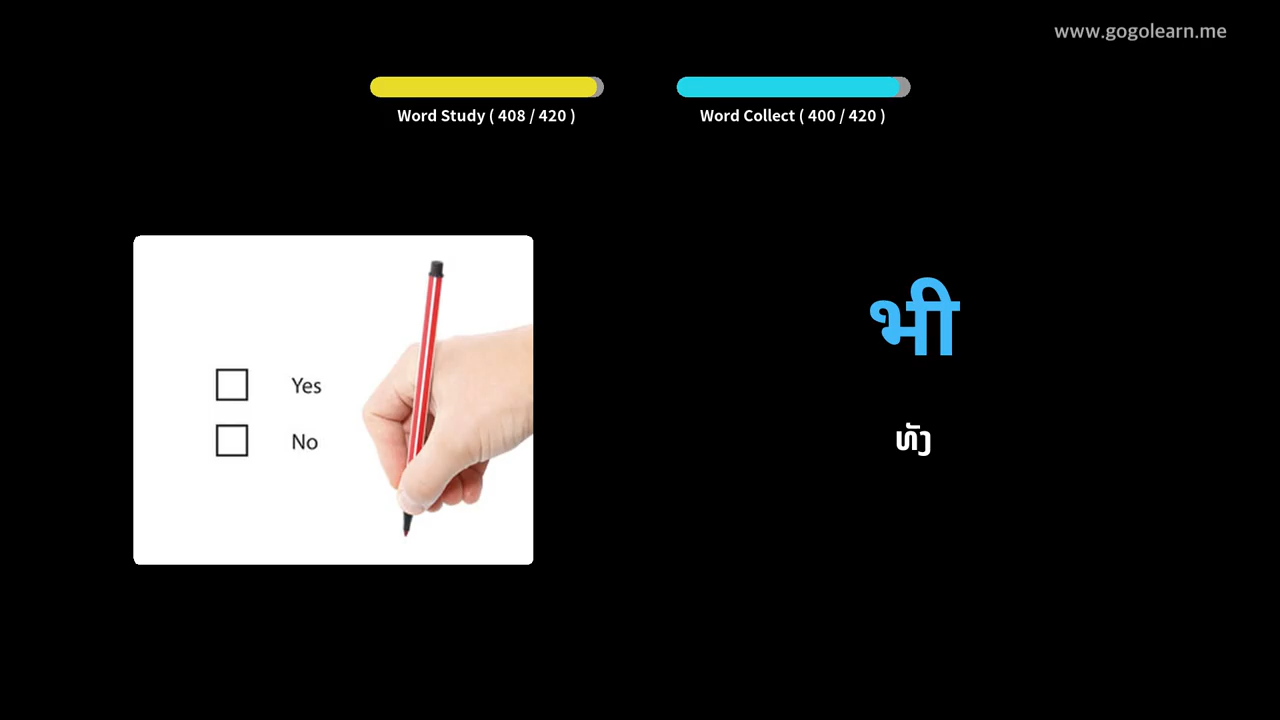 www.gogolearn.me
Word Study ( 408 / 420 )
Word Collect ( 400 / 420 )
Yes
No
भी
ທັງ